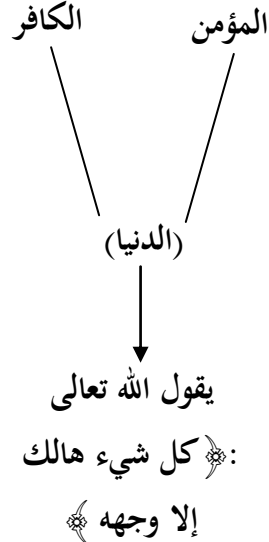 المؤمن الكافر
(الدنيا)
يقول الله تعالى
:﴿ كل شيء هالك
إلا وجهه ﴾